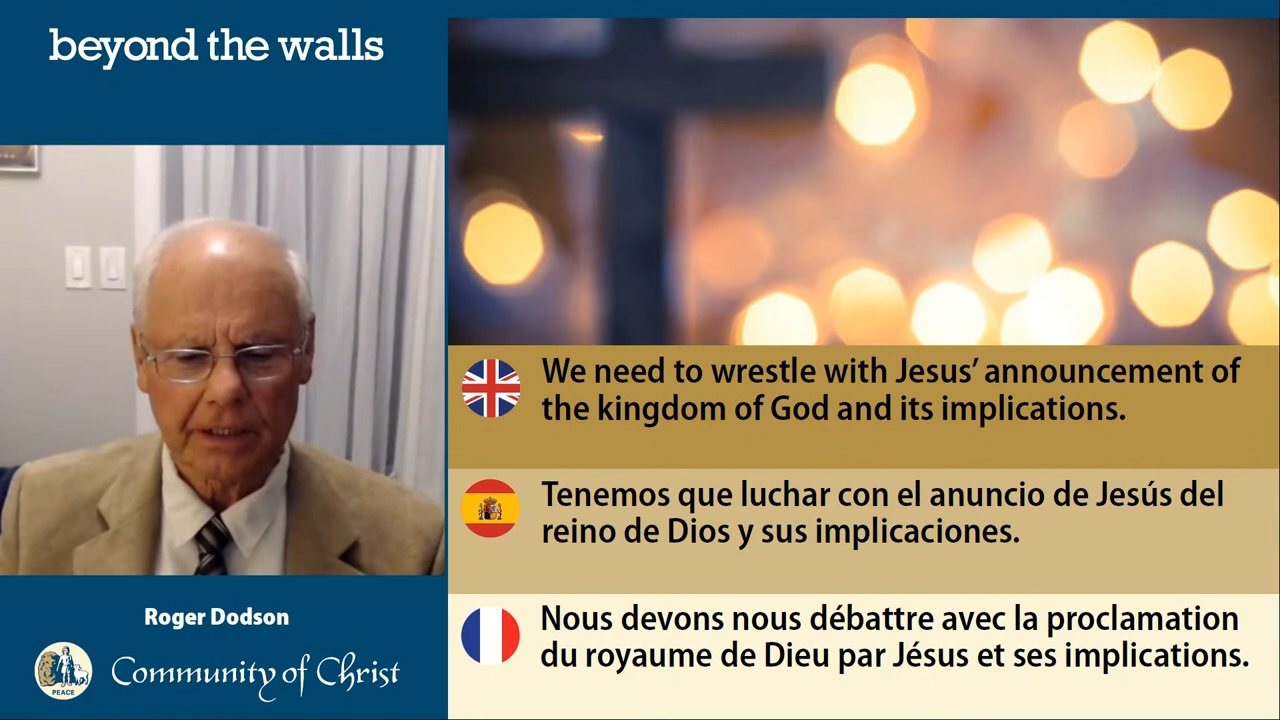 beyond the walls
We need to wrestle with Jesus’ announcement of
the kingdom of God and its implications.
Tenemos que luchar con el anuncio de Jesús del
reino de Dios y sus implicaciones.
Nous devons nous débattre avec la proclamation
du royaume de Dieu par Jésus et ses implications.
Roger Dodson
PEACE
Community of Christ